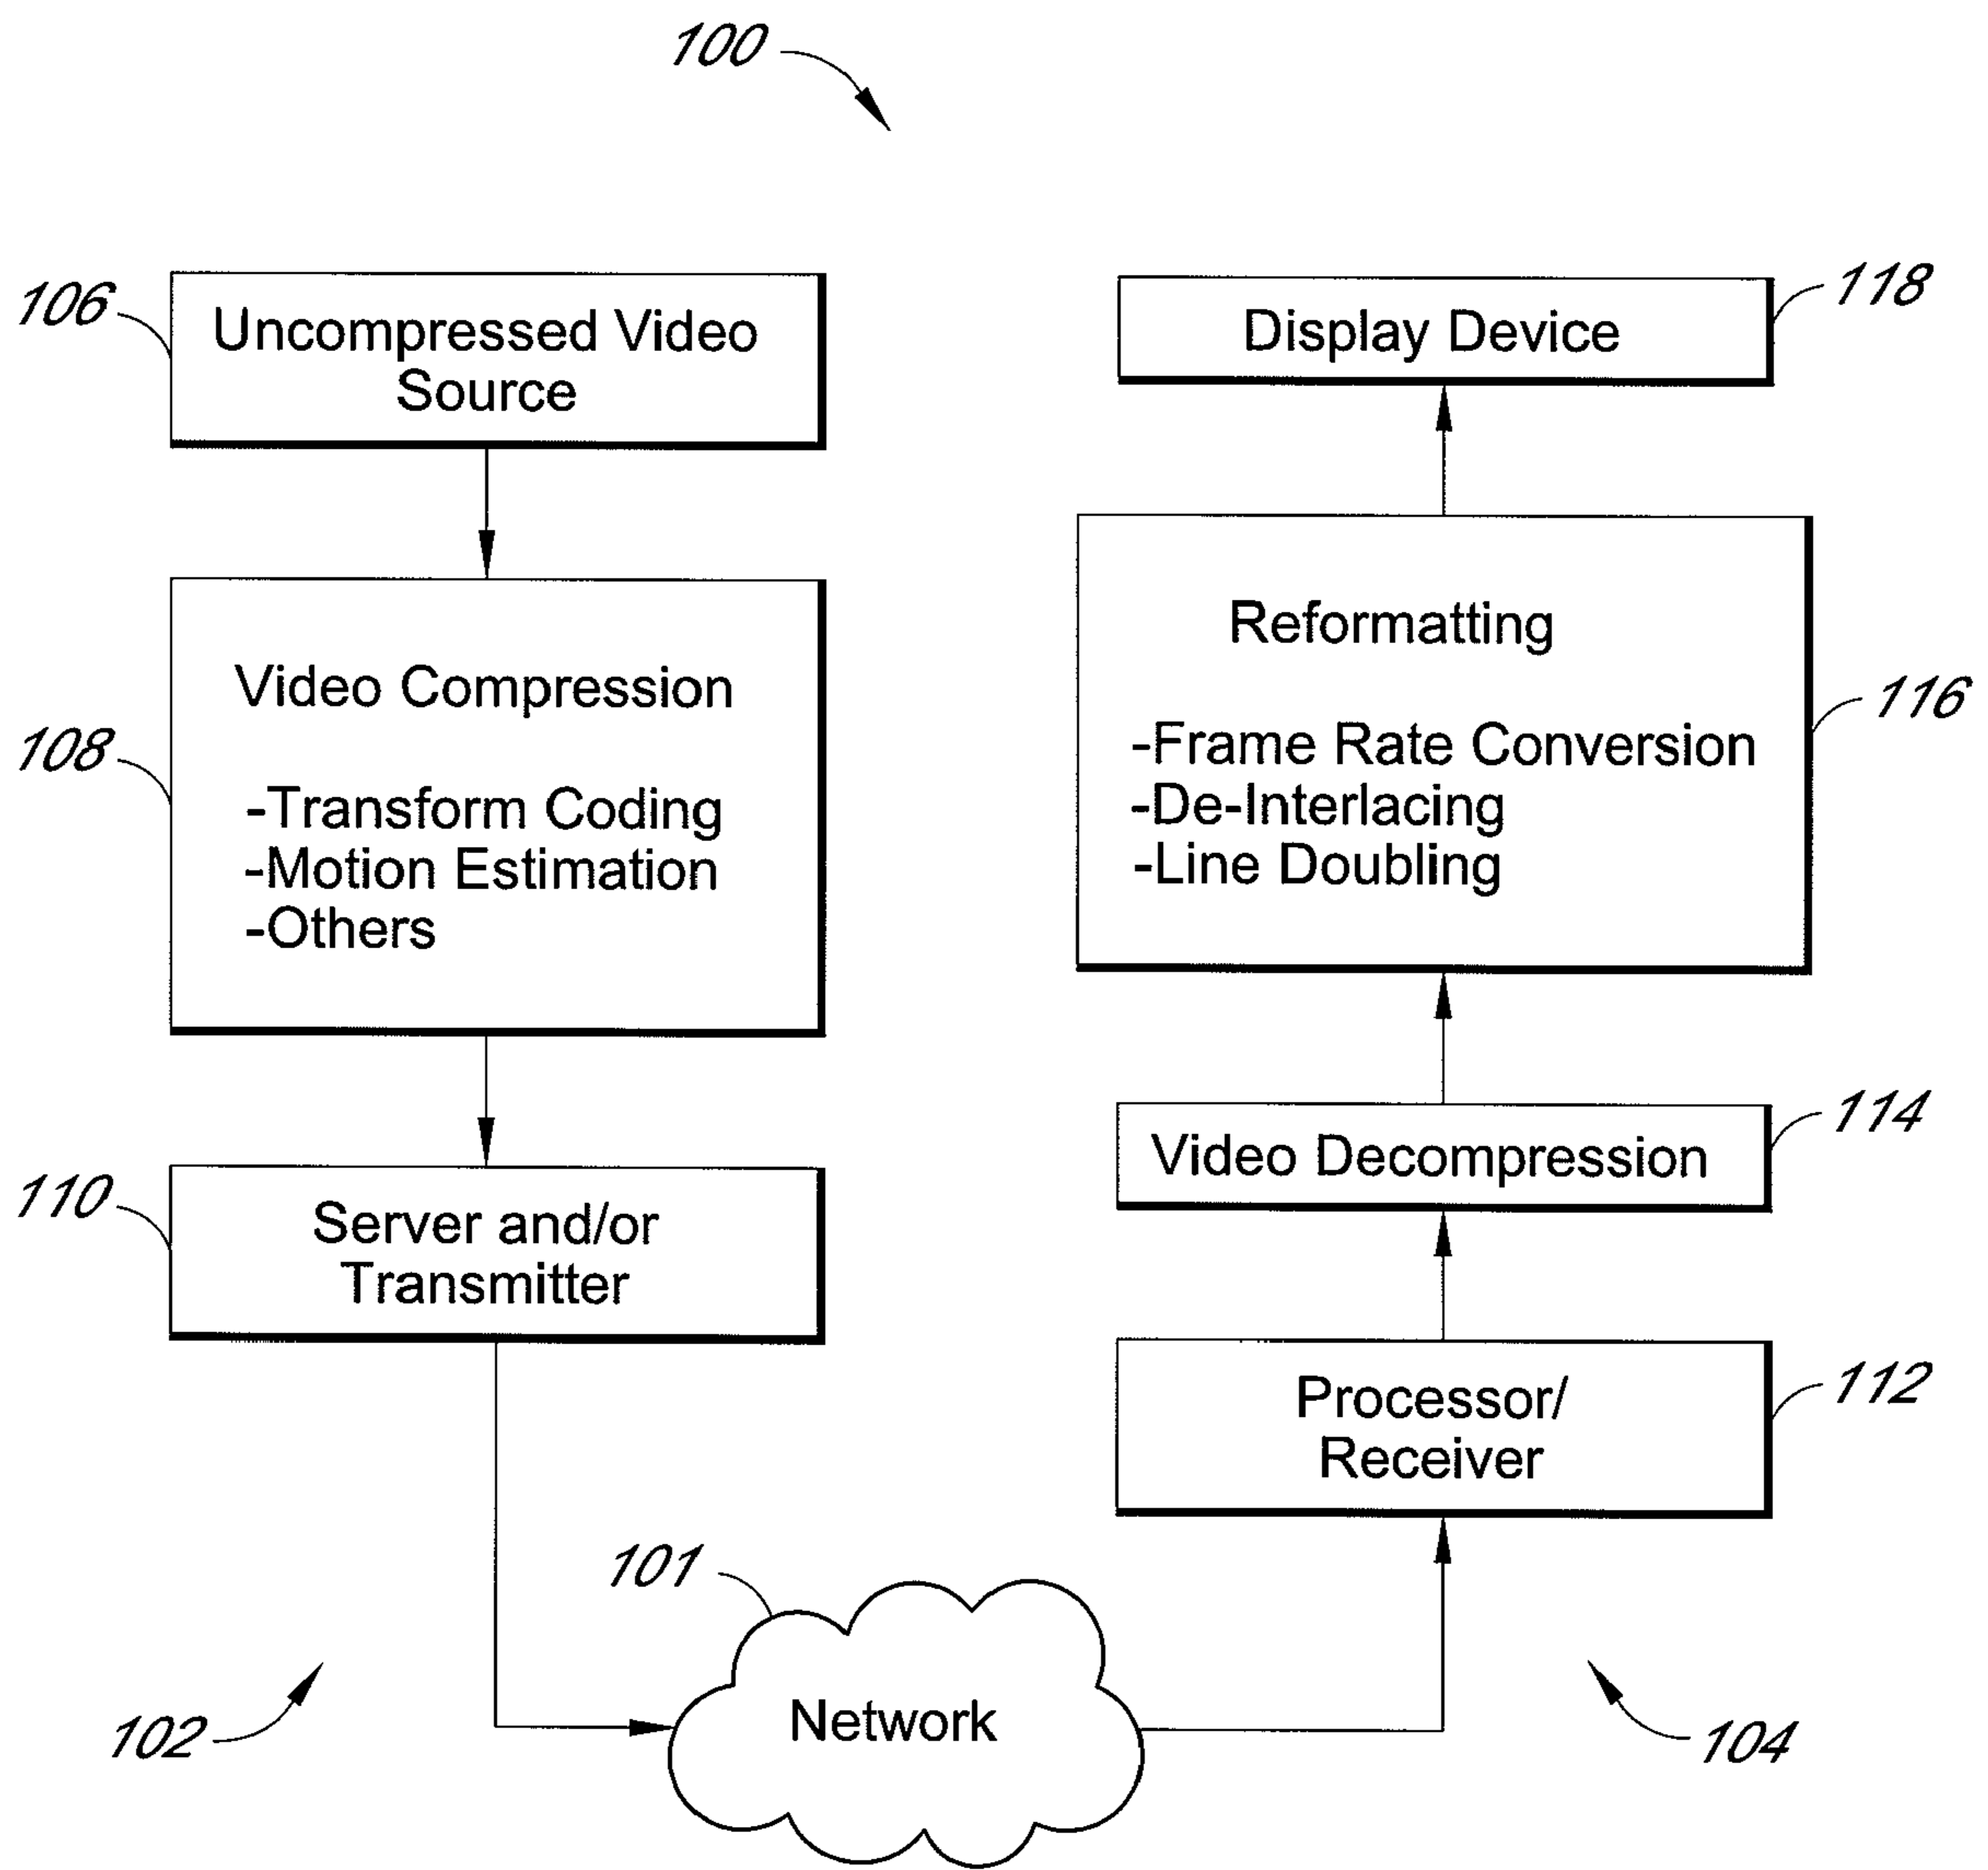 100
106
Uncompressed Video
Source
108
Video Compression
-Transform Coding
-Motion Estimation
-Others
110
Server and/or
Transmitter
102
101
Network
104
Processor/
Receiver
112
Video Decompression
114
Reformatting
-Frame Rate Conversion
-De-Interlacing
-Line Doubling
116
Display Device
118